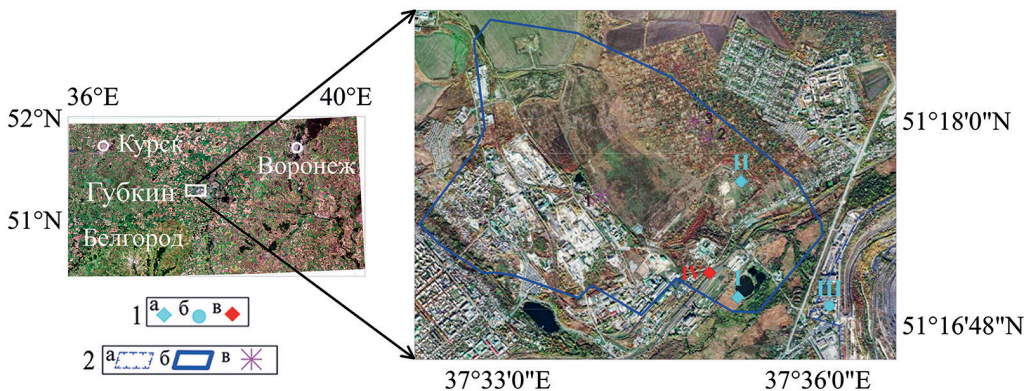 36°E 40°E
52°N
Курск
Воронеж
Губкин
51°N
Белгород
1 а б в
2 а б в
3
2
1
II
IV
I
III
51°18'0"N
51°16'48"N
37°33'0"E 37°36'0"E